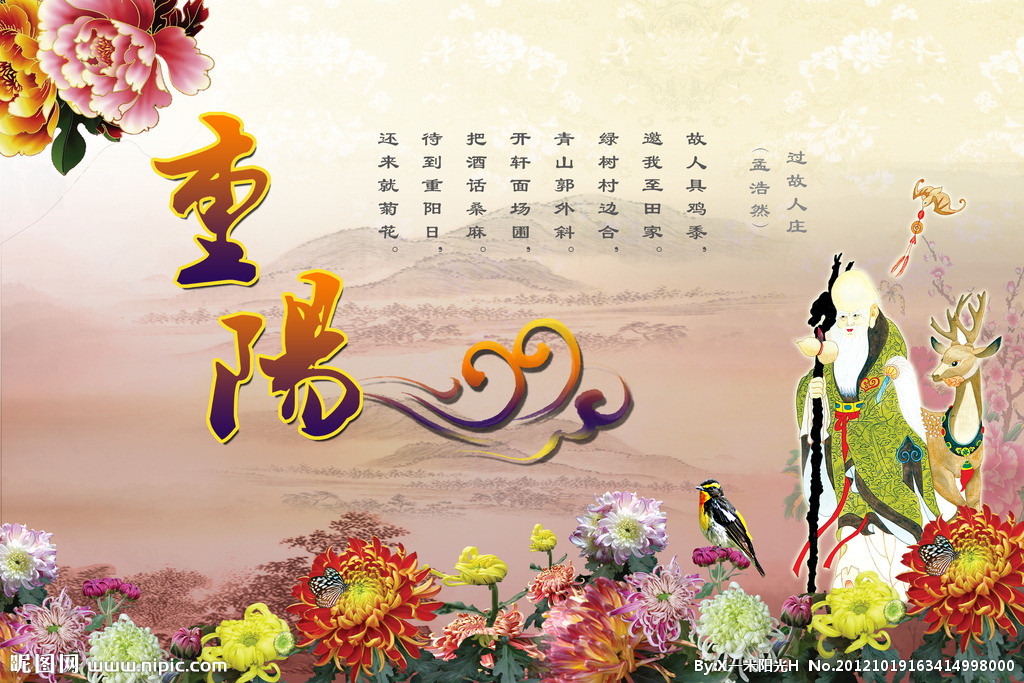 重陽
过故人庄
（孟浩然）
故人具鸡黍，
邀我至田家。
绿树村边合，
青山郭外斜。
开轩面场圃，
把酒话桑麻。
待到重阳日，
还来就菊花。
昵图网 www.nipic.com
By:X一米阳光H No.20121019163414998000